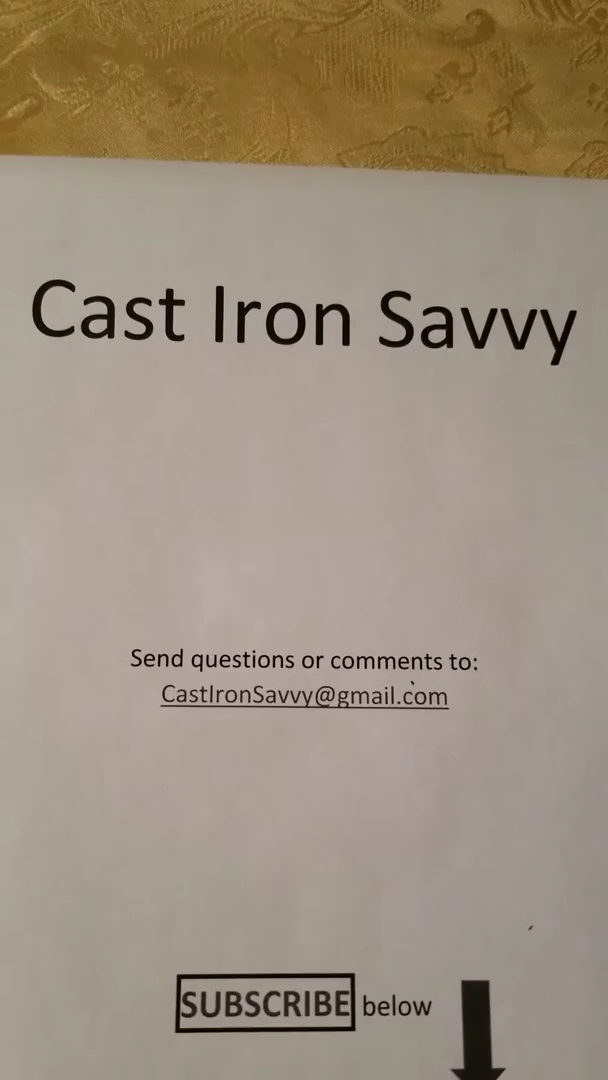 Cast Iron Savvy
Send questions or comments to:
CastIronSavvy@gmail.com
SUBSCRIBE below